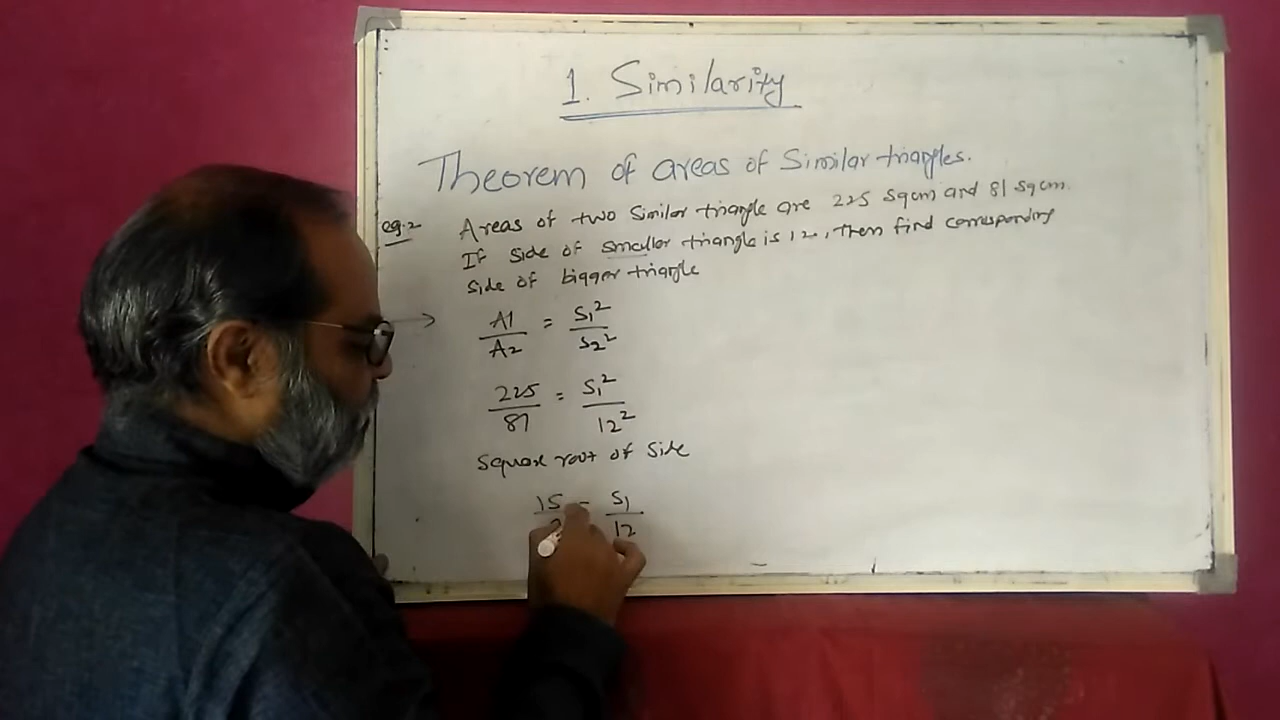 1. Similarity
Theorem of areas of Similar triangles.
eg.2 Areas of two similar triangle are 225 sqcm and 81 sqcm.
If side of smaller triangle is 12, then find corresponding
side of bigger triangle
A1/A2 = S1²/S2²
225/81 = S1²/12²
square root of side
15/ = S1/12